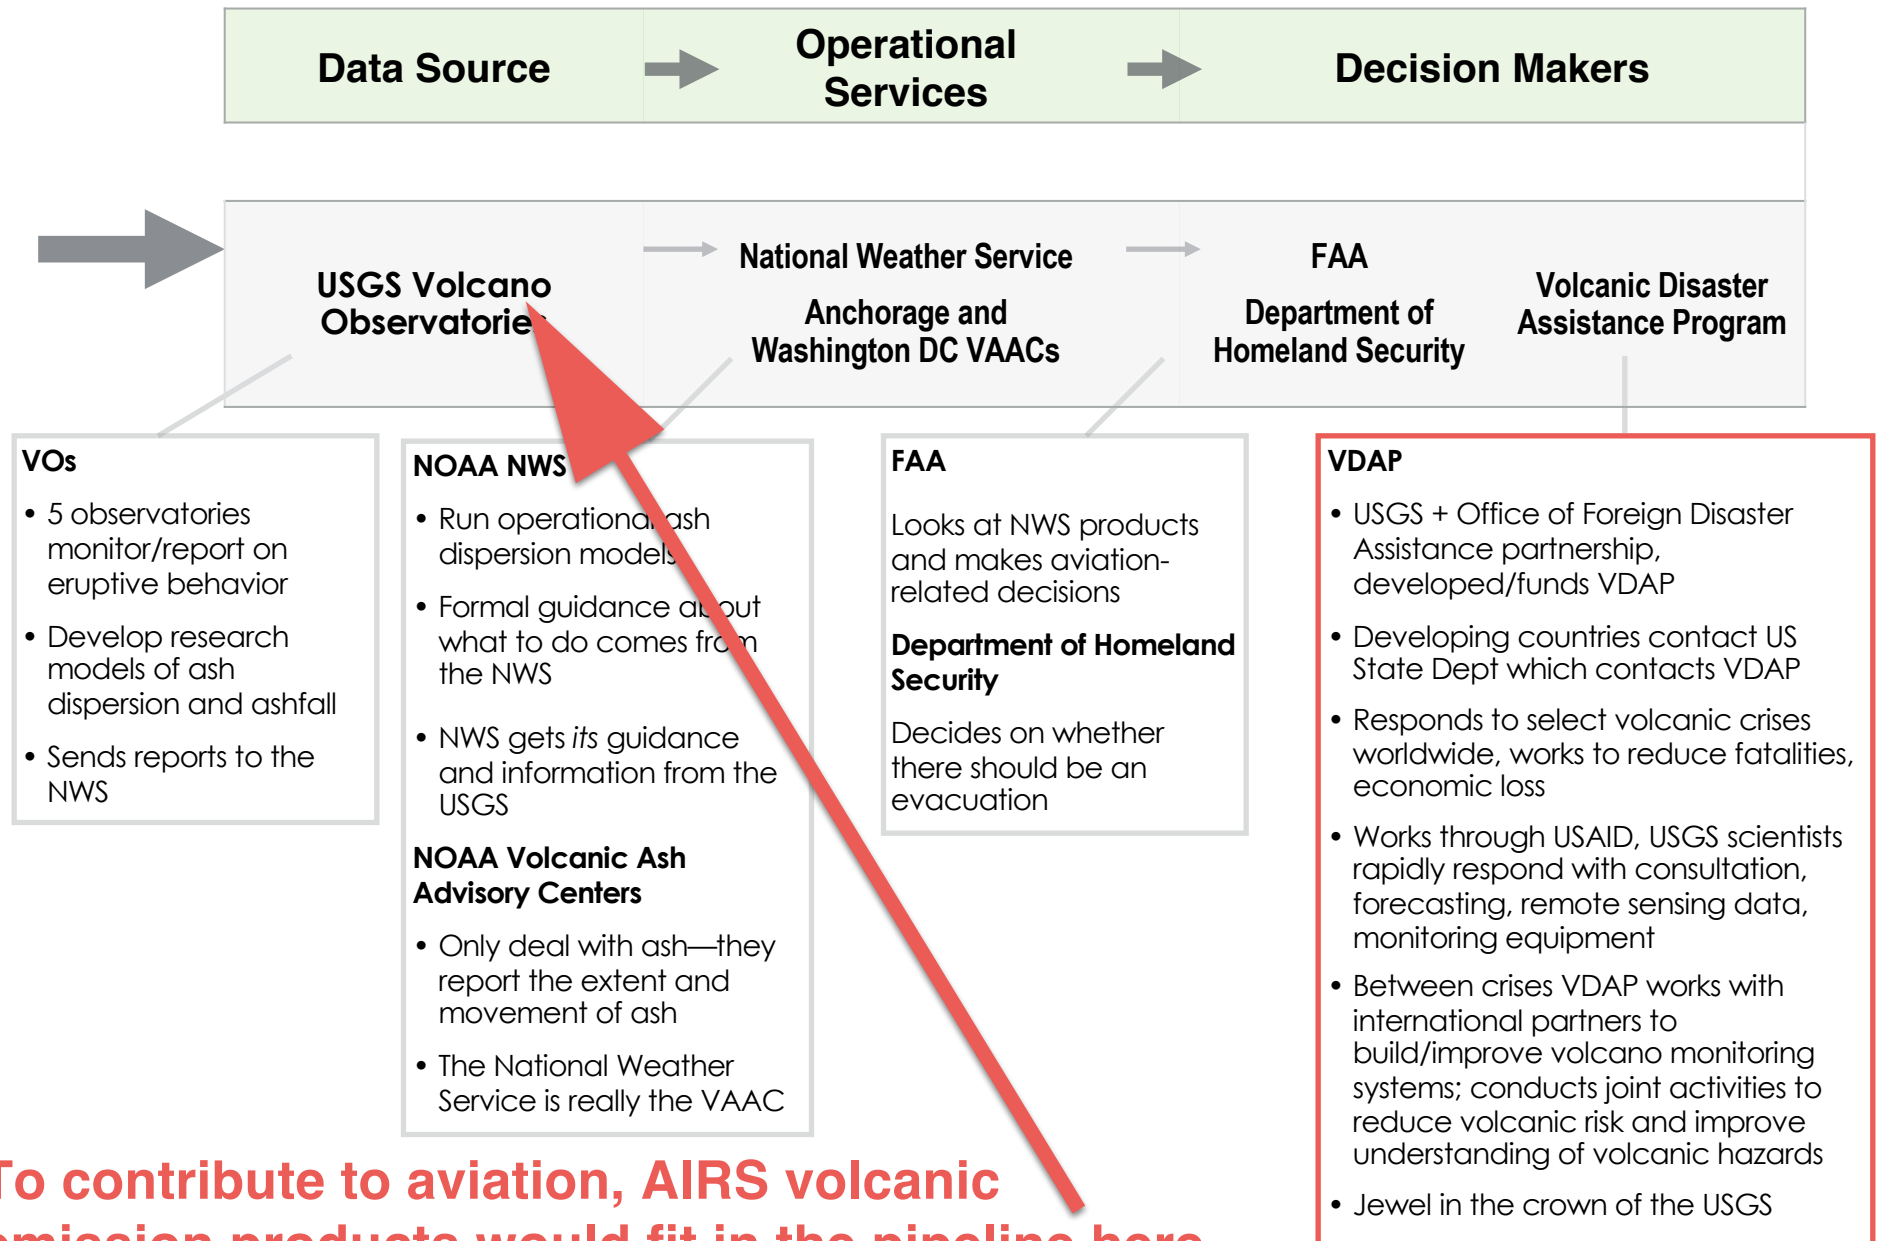 Data Source
Operational
Services
Decision Makers
USGS Volcano
Observatories
National Weather Service
Anchorage and
Washington DC VAACs
FAA
Department of
Homeland Security
Volcanic Disaster
Assistance Program
VOs
• 5 observatories
monitor/report on
eruptive behavior
• Develop research
models of ash
dispersion and ashfall
• Sends reports to the
NWS
NOAA NWS
• Run operational ash
dispersion models
• Formal guidance about
what to do comes from
the NWS
• NWS gets its guidance
and information from the
USGS
NOAA Volcanic Ash
Advisory Centers
• Only deal with ash—they
report the extent and
movement of ash
• The National Weather
Service is really the VAAC
FAA
Looks at NWS products
and makes aviation-
related decisions
Department of Homeland
Security
Decides on whether
there should be an
evacuation
VDAP
• USGS + Office of Foreign Disaster
Assistance partnership,
developed/funds VDAP
• Developing countries contact US
State Dept which contacts VDAP
• Responds to select volcanic crises
worldwide, works to reduce fatalities,
economic loss
• Works through USAID, USGS scientists
rapidly respond with consultation,
forecasting, remote sensing data,
monitoring equipment
• Between crises VDAP works with
international partners to
build/improve volcano monitoring
systems; conducts joint activities to
reduce volcanic risk and improve
understanding of volcanic hazards
• Jewel in the crown of the USGS
To contribute to aviation, AIRS volcanic
emission products would fit in the pipeline here